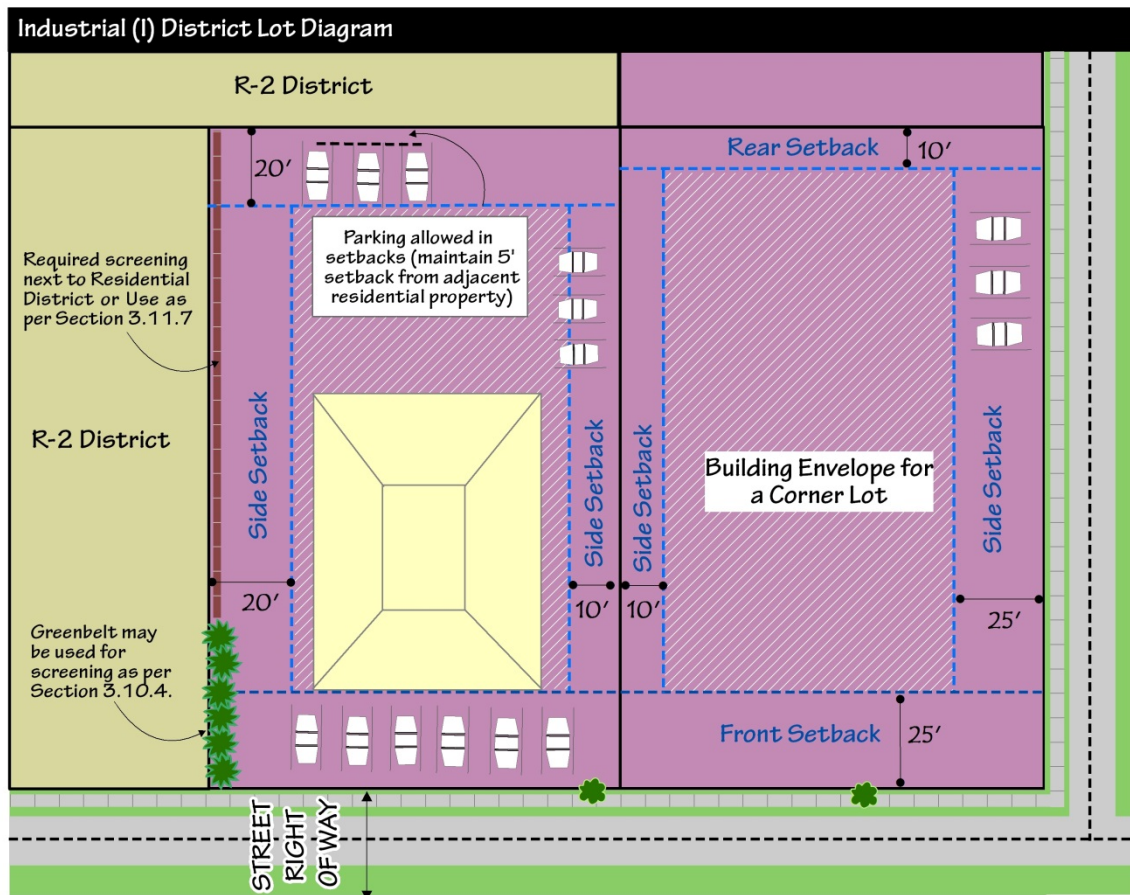 Industrial (I) District Lot Diagram
R-2 District
20'
Rear Setback
10'
Parking allowed in
setbacks (maintain 5'
setback from adjacent
residential property)
Required screening
next to Residential
District or Use as
per Section 3.11.7
R-2 District
Side Setback
Side Setback
Side Setback
Building Envelope for
a Corner Lot
Side Setback
20'
10'
10'
25'
Greenbelt may
be used for
screening as per
Section 3.10.4.
Front Setback
25'
STREET
RIGHT
OF WAY